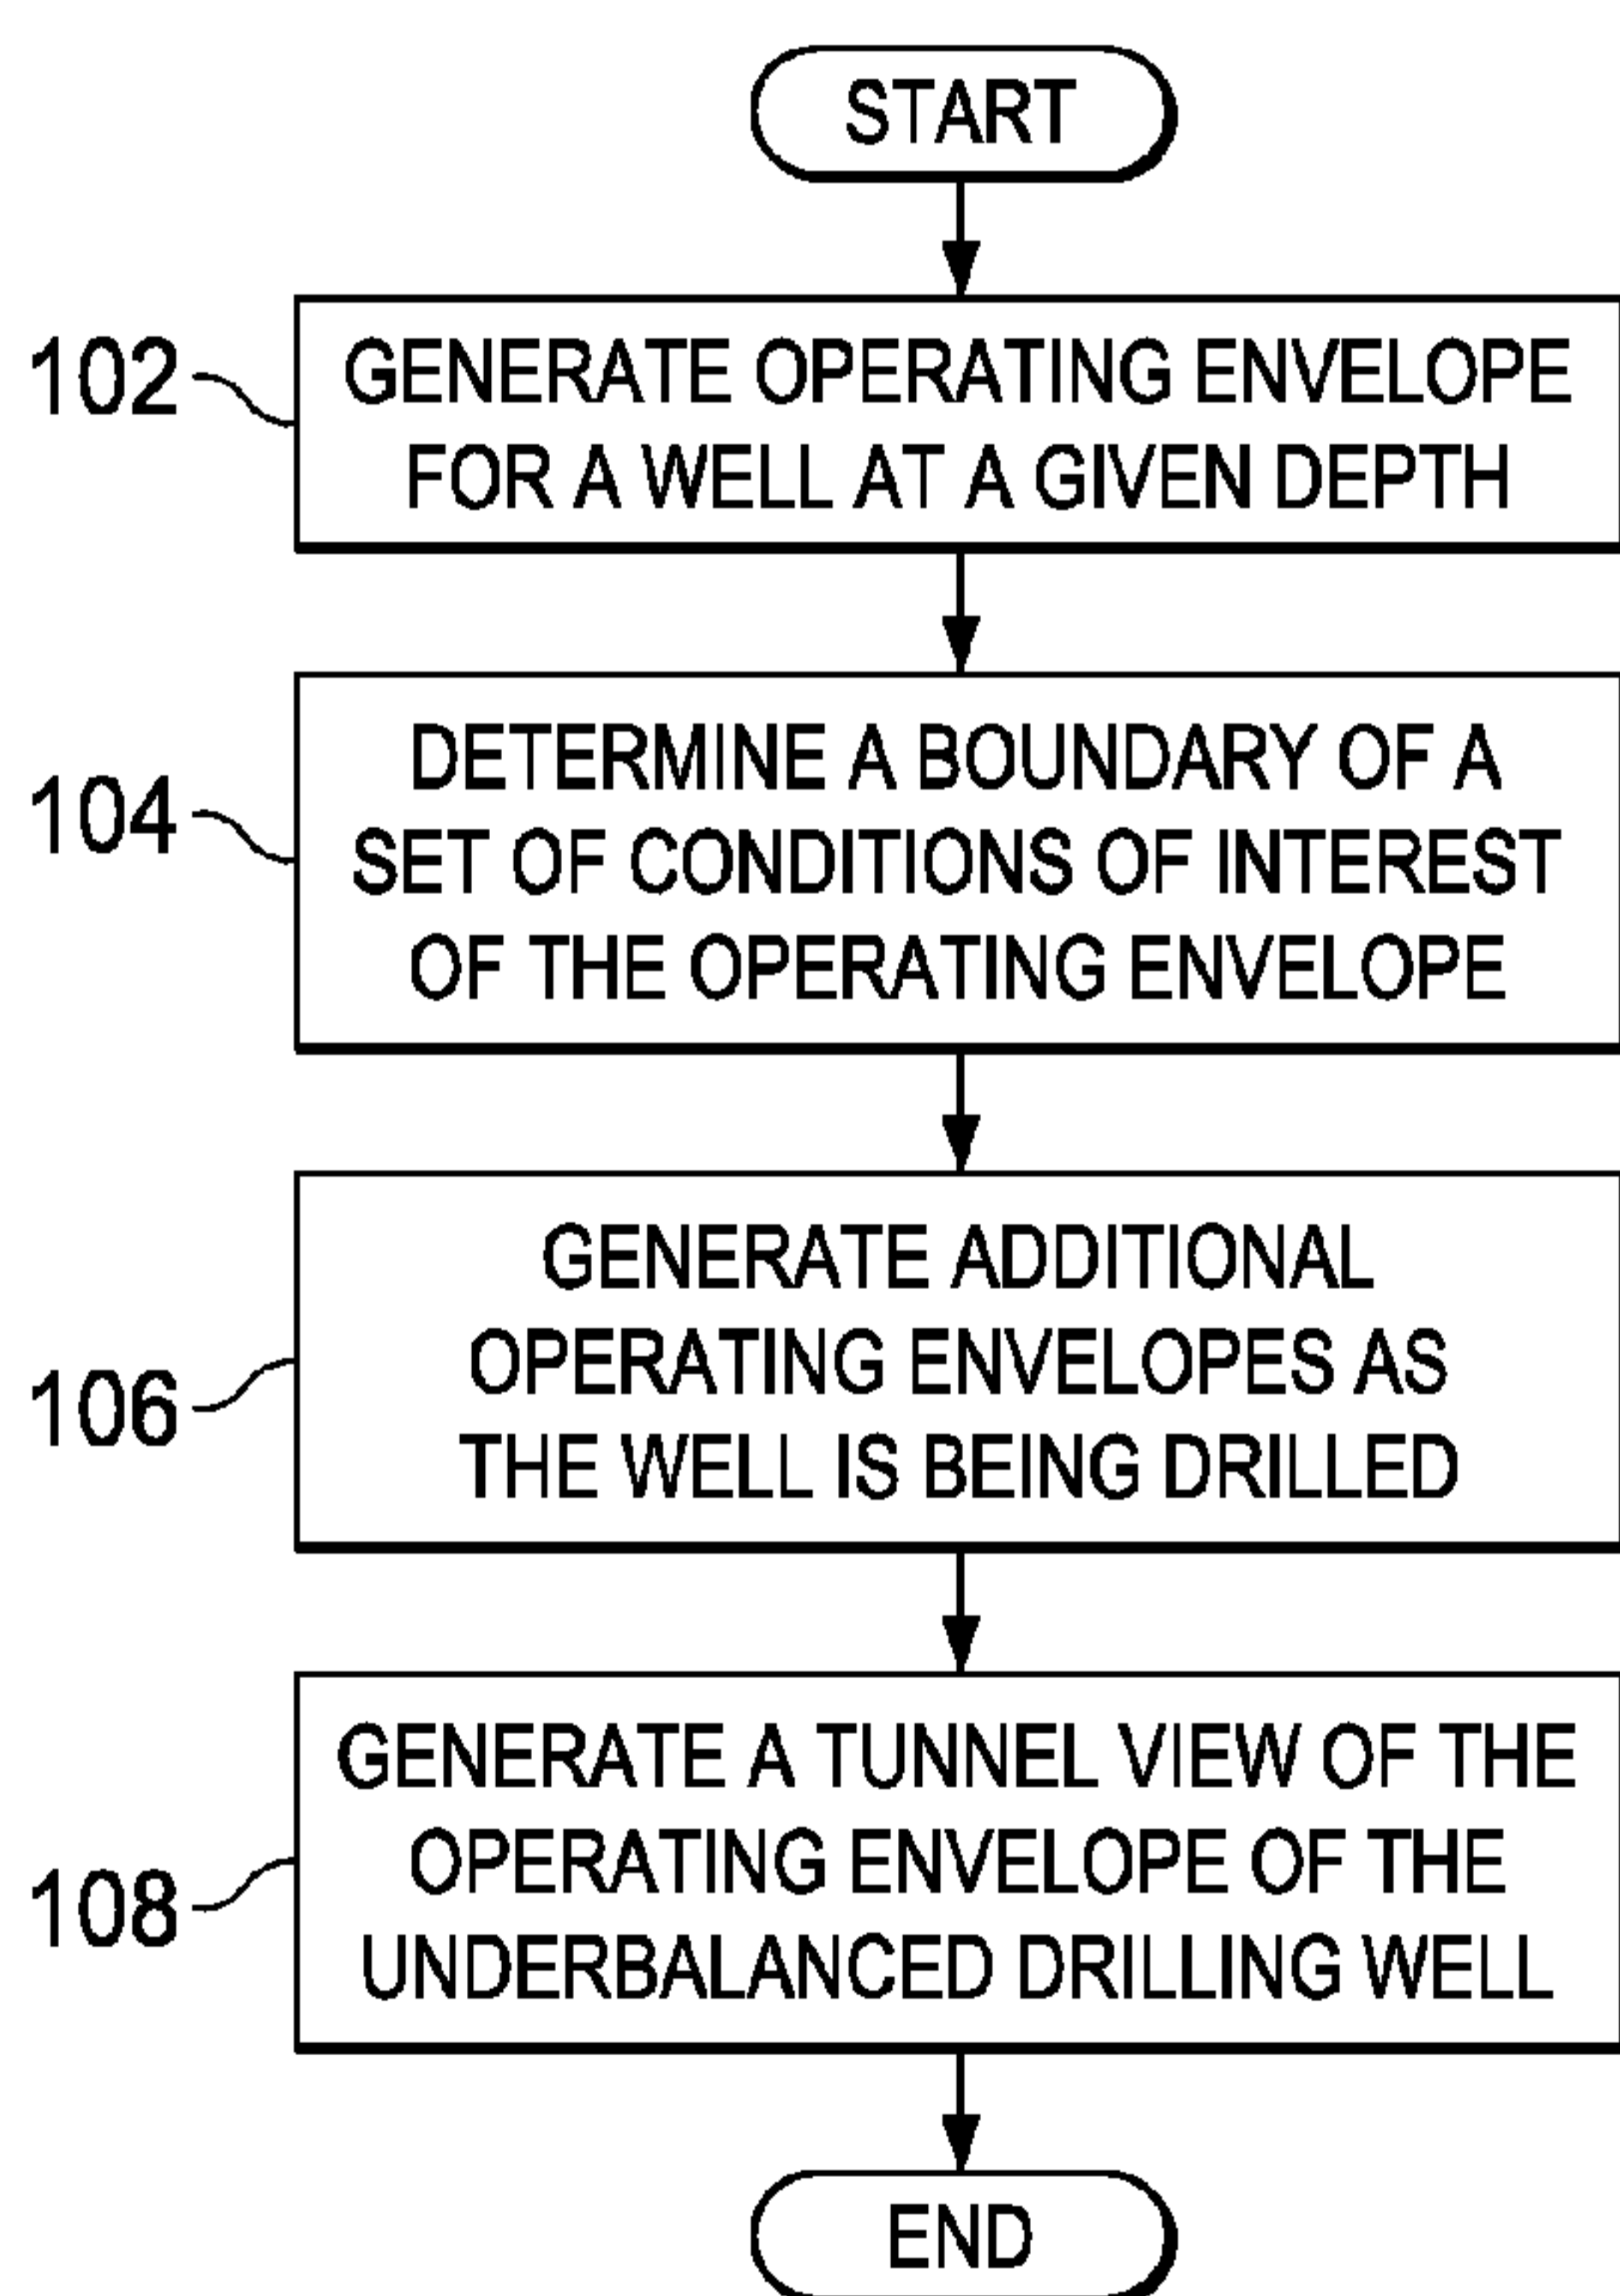 START
102
GENERATE OPERATING ENVELOPE
FOR A WELL AT A GIVEN DEPTH
104
DETERMINE A BOUNDARY OF A
SET OF CONDITIONS OF INTEREST
OF THE OPERATING ENVELOPE
106
GENERATE ADDITIONAL
OPERATING ENVELOPES AS
THE WELL IS BEING DRILLED
108
GENERATE A TUNNEL VIEW OF THE
OPERATING ENVELOPE OF THE
UNDERBALANCED DRILLING WELL
END